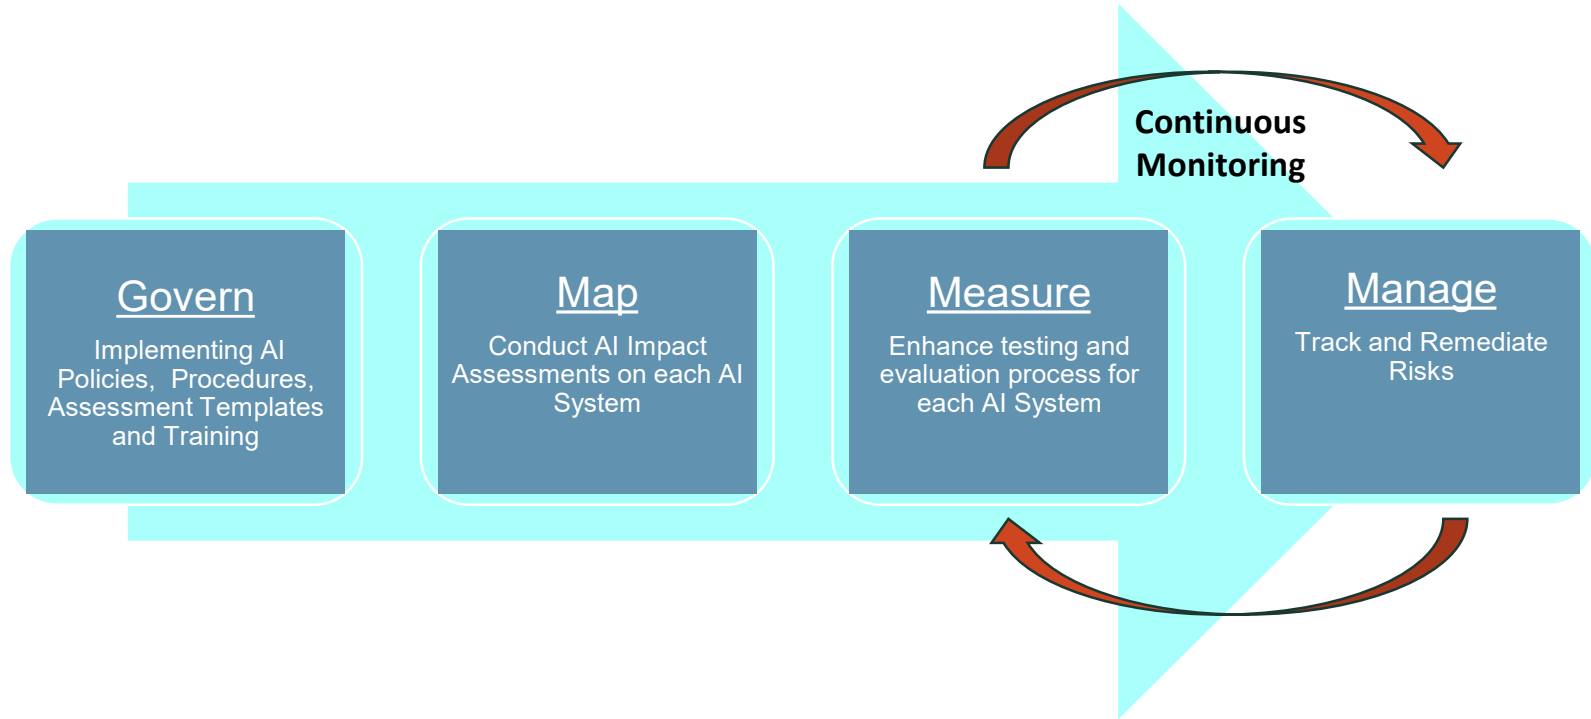 Continuous
Monitoring
Govern
Implementing AI
Policies,  Procedures,
Assessment Templates
and Training
Map
Conduct AI Impact
Assessments on each AI
System
Measure
Enhance testing and
evaluation process for
each AI System
Manage
Track and Remediate
Risks